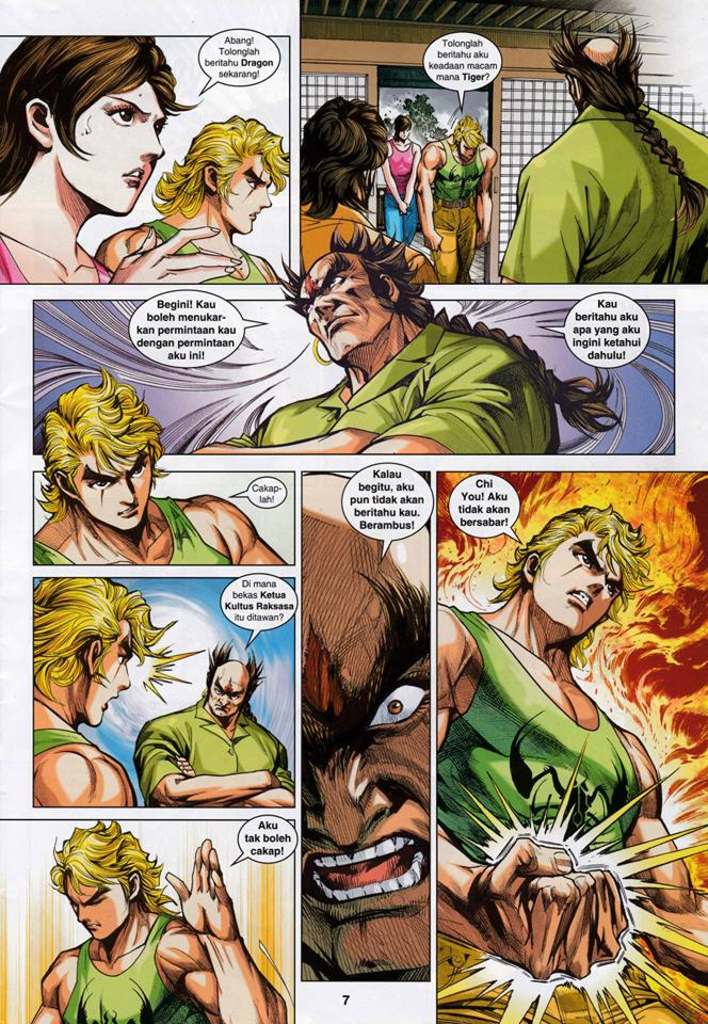 Abang!
Tolonglah
beritahu Dragon
sekarang!
Tolonglah
beritahu aku
keadaan macam
mana Tiger?
Begini! Kau
boleh menukar-
kan permintaan kau
dengan permintaan
aku ini!
Kau
beritahu aku
apa yang aku
ingini ketahui
dahulu!
Cakap-
lah!
Di mana
bekas Ketua
Kultus Raksasa
itu ditawan?
Aku
tak boleh
cakap!
Kalau
begitu, aku
pun tidak akan
beritahu kau.
Berambus!
Chi
You! Aku
tidak akan
bersabar!
7